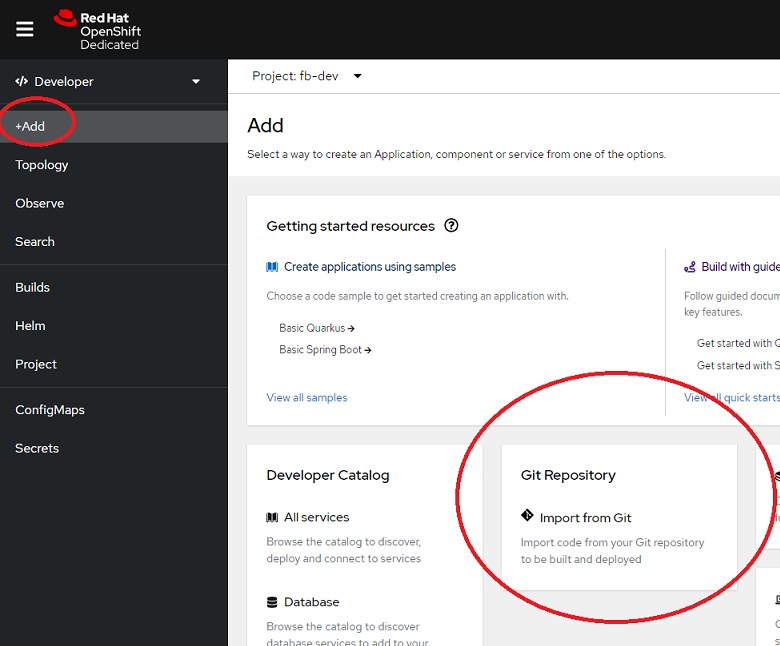 Red Hat
OpenShift
Dedicated
Developer
+Add
Topology
Observe
Search
Builds
Helm
Project
ConfigMaps
Secrets
Project: fb-dev
Add
Select a way to create an Application, component or service from one of the options.
Getting started resources
Create applications using samples
Choose a code sample to get started creating an application with.
Basic Quarkus
Basic Spring Boot
View all samples
Build with guide
Follow guided docum
key features.
Get started with Q
Get started with S
View all quick starts
Developer Catalog
All services
Browse the catalog to discover,
deploy and connect to services
Database
Browse the catalog to discover
database services to add to your
Git Repository
Import from Git
Import code from your Git repository
to be built and deployed